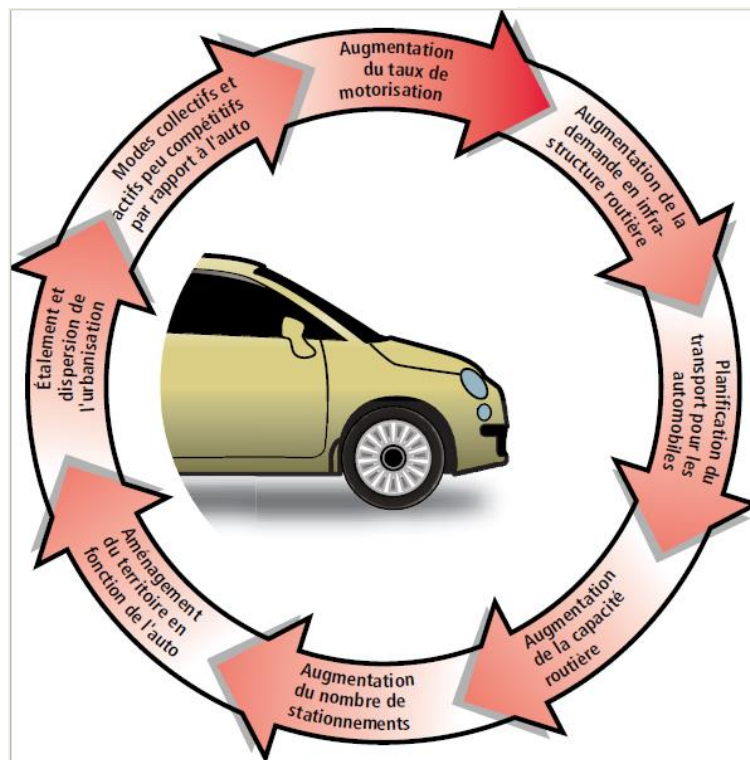 Augmentation
du taux de
motorisation
Augmentation de la
demande en infra-
structure routière
Planification du
transport pour les
automobiles
Augmentation
de la capacité
routière
Augmentation
du nombre de
stationnements
Aménagement
du territoire en
fonction de l'auto
Étalement et
dispersion de
l'urbanisation
Modes collectifs et
actifs peu compétitifs
par rapport à l'auto